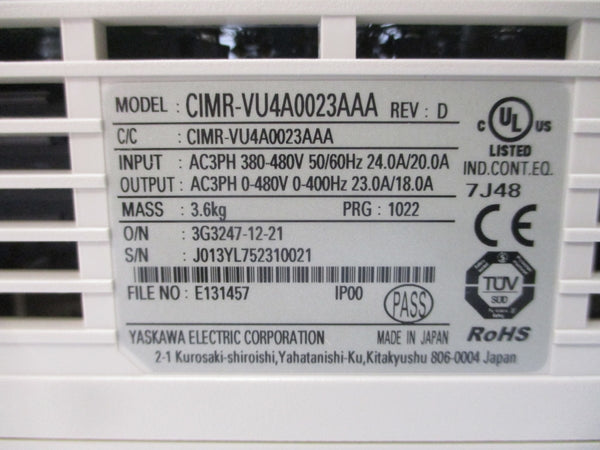 MODEL : CIMR-VU4A0023AAA REV : D
C/C : CIMR-VU4A0023AAA
INPUT : AC3PH 380-480V 50/60Hz 24.0A/20.0A
OUTPUT : AC3PH 0-480V 0-400Hz 23.0A/18.0A
MASS : 3.6kg PRG : 1022
O/N : 3G3247-12-21
S/N : J013YL752310021
FILE NO : E131457 IP00
PASS
YASKAWA ELECTRIC CORPORATION MADE IN JAPAN
2-1 Kurosaki-shiroishi,Yahatanishi-Ku,Kitakyushu 806-0004 Japan
C UL US
LISTED
IND.CONT.EQ.
7J48
CE
TÜV
SÜD
RoHS